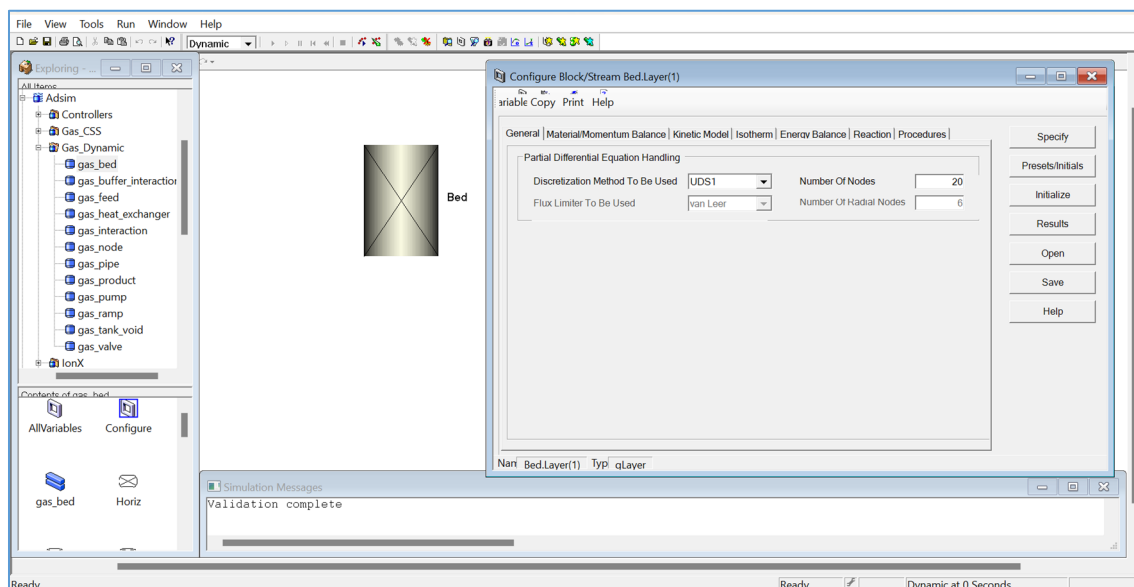 File View Tools Run Window Help
Dynamic
Exploring - ...
All Items
Adsim
Controllers
Gas_CSS
Gas_Dynamic
gas_bed
gas_buffer_interaction
gas_feed
gas_heat_exchanger
gas_interaction
gas_node
gas_pipe
gas_product
gas_pump
gas_ramp
gas_tank_void
gas_valve
IonX
Contents of gas_bed
AllVariables Configure
gas_bed Horiz
Bed
Configure Block/Stream Bed.Layer(1)
ariable Copy Print Help
General Material/Momentum Balance Kinetic Model Isotherm Energy Balance Reaction Procedures
Partial Differential Equation Handling
Discretization Method To Be Used UDS1 Number Of Nodes 20
Flux Limiter To Be Used van Leer Number Of Radial Nodes 6
Specify
Presets/Initials
Initialize
Results
Open
Save
Help
Nam Bed.Layer(1) Typ gLayer
Simulation Messages
Validation complete
Ready Ready Dynamic at 0 Seconds